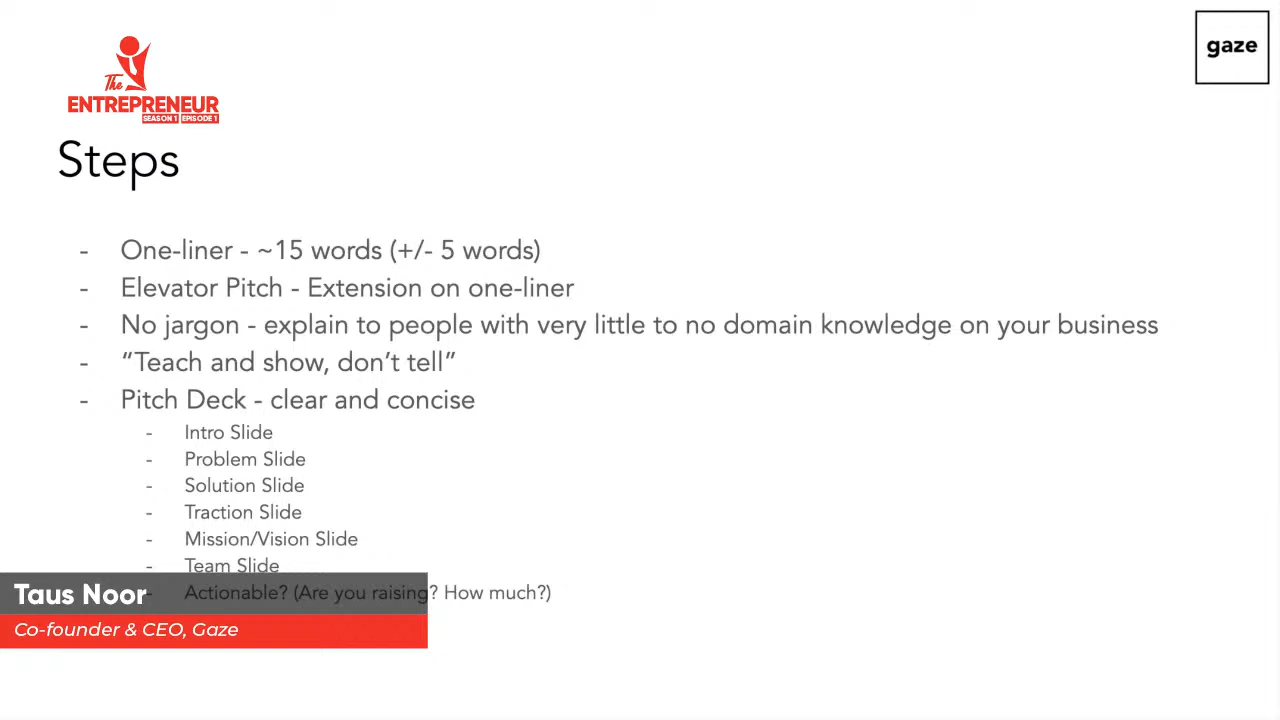 The
ENTREPRENEUR
SEASON 1 EPISODE 1
gaze
Steps
- One-liner - ~15 words (+/- 5 words)
- Elevator Pitch - Extension on one-liner
- No jargon - explain to people with very little to no domain knowledge on your business
- “Teach and show, don’t tell”
- Pitch Deck - clear and concise
- Intro Slide
- Problem Slide
- Solution Slide
- Traction Slide
- Mission/Vision Slide
- Team Slide
- Actionable? (Are you raising? How much?)
Taus Noor
Co-founder & CEO, Gaze